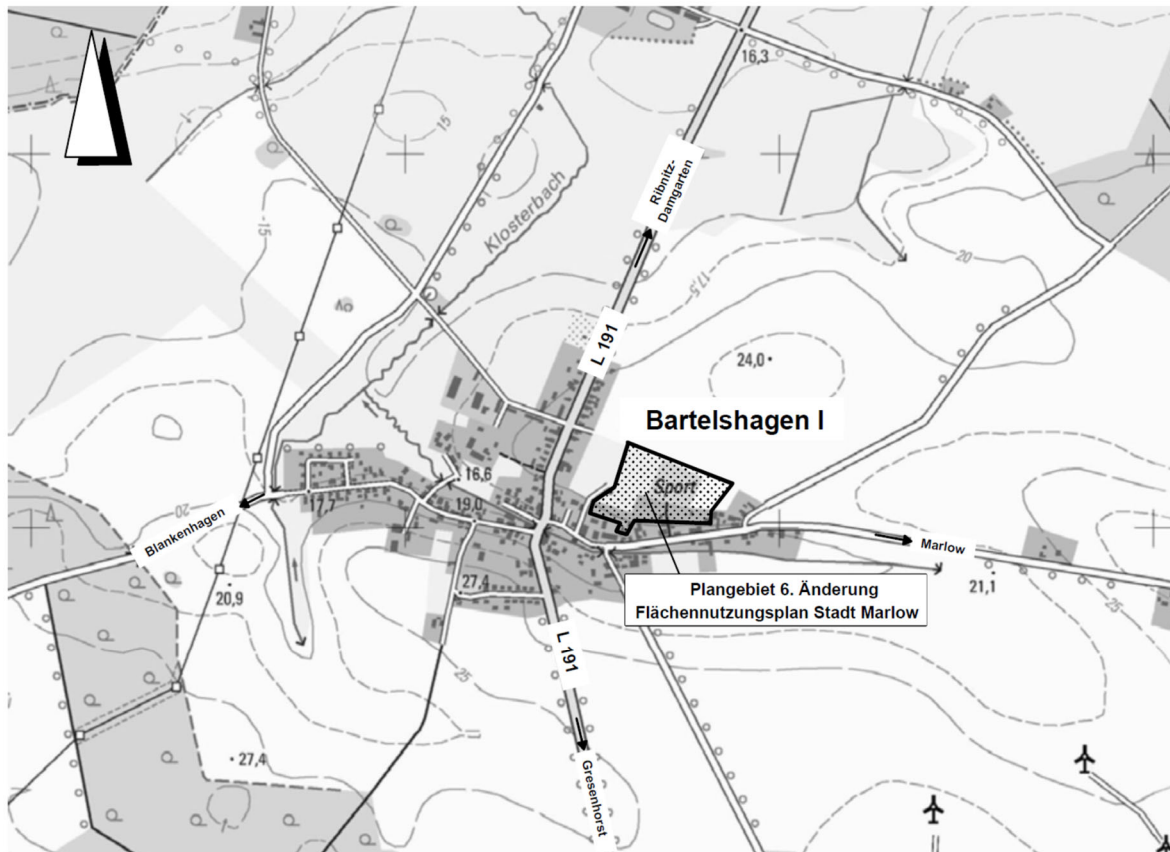 16,3
15
15
Klosterbach
Ribnitz-
Damgarten
20
17,5
L 191
24,0
Bartelshagen I
Sport
16,6
19,0
17,7
Blankenhagen
20
Marlow
20,9
27,4
21,1
25
Plangebiet 6. Änderung
Flächennutzungsplan Stadt Marlow
L 191
25
27,4
Gresenhorst